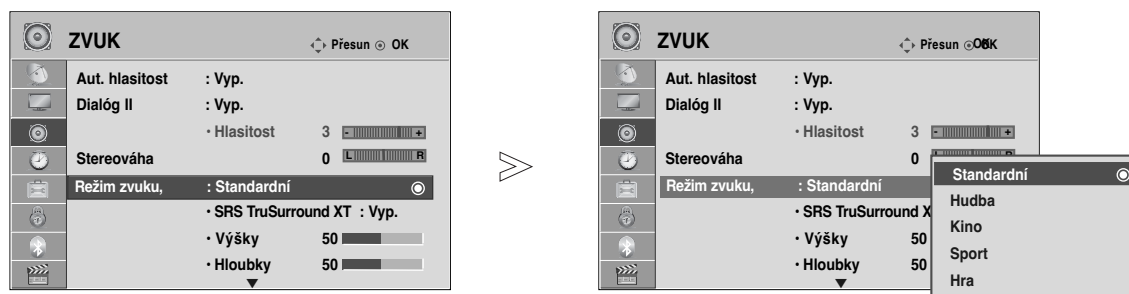 ZVUK
Přesun OK
Aut. hlasitost : Vyp.
Dialóg II : Vyp.
• Hlasitost 3 - +
Stereováha 0 L R
Režim zvuku, : Standardní
• SRS TruSurround XT : Vyp.
• Výšky 50
• Hloubky 50
>
ZVUK
Přesun OK
Aut. hlasitost : Vyp.
Dialóg II : Vyp.
• Hlasitost 3 - +
Stereováha 0
Režim zvuku, : Standardní
• SRS TruSurround X
• Výšky 50
• Hloubky 50
Standardní
Hudba
Kino
Sport
Hra